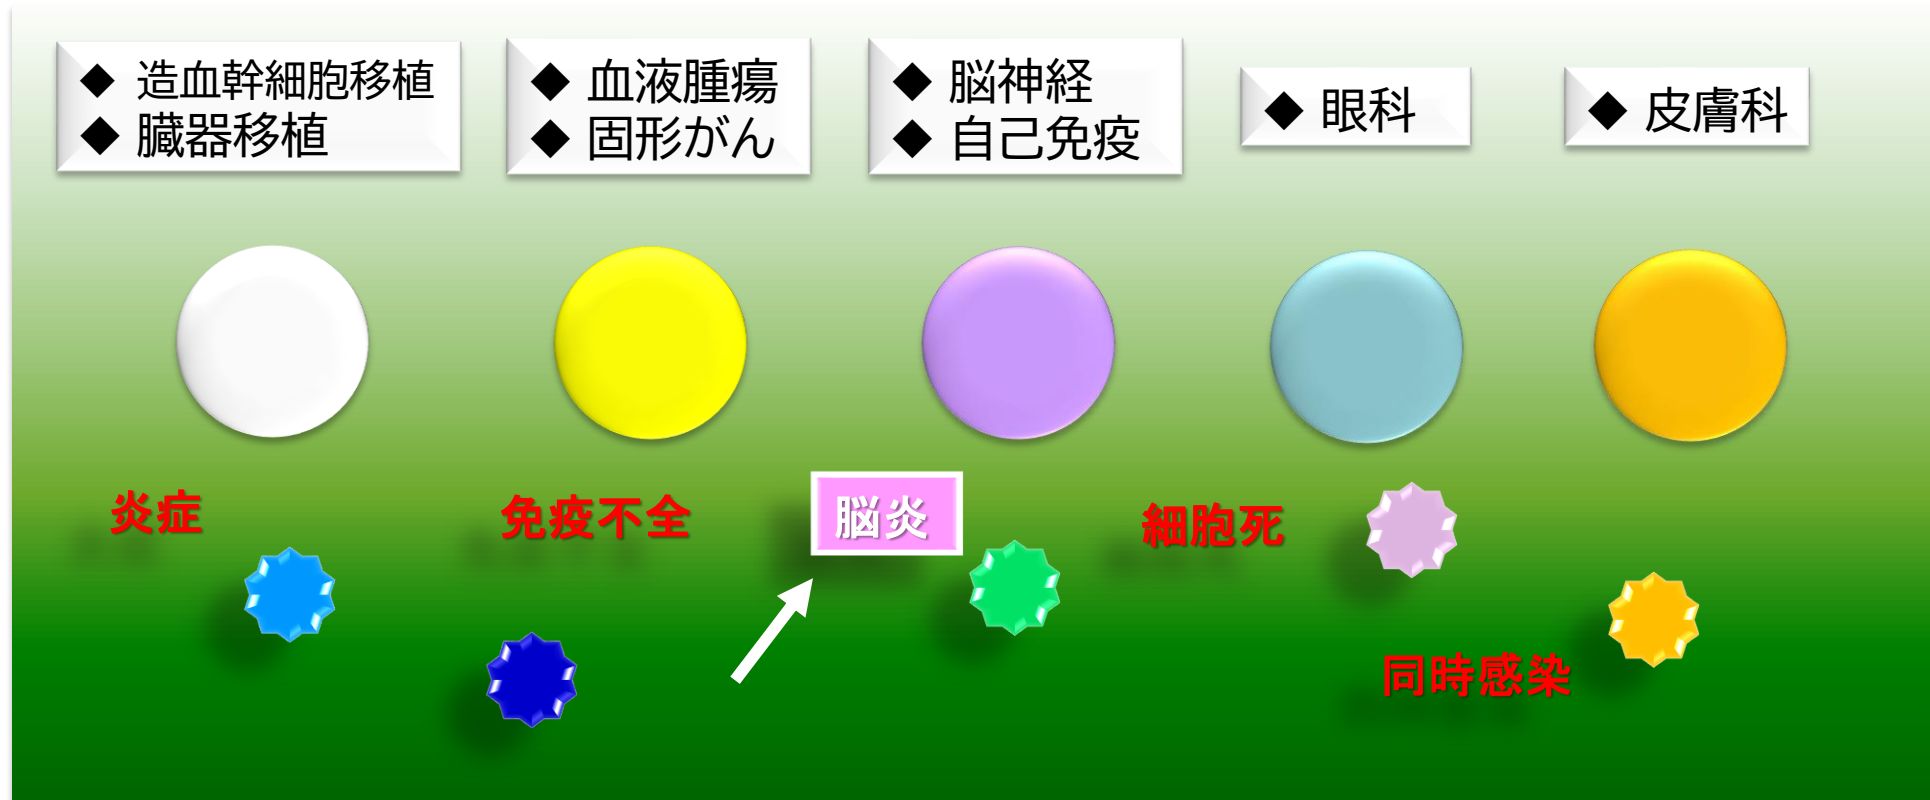 ◆ 造血幹細胞移植
◆ 臓器移植
◆ 血液腫瘍
◆ 固形がん
◆ 脳神経
◆ 自己免疫
◆ 眼科
◆ 皮膚科
炎症
免疫不全
脳炎
細胞死
同時感染